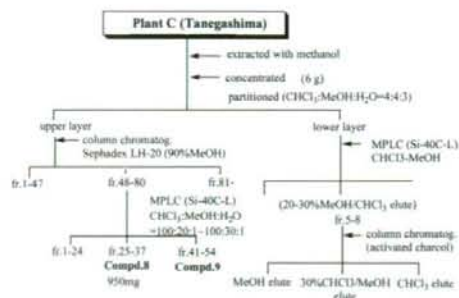 Plant C (Tanegashima)
extracted with methanol
concentrated (6 g)
partitioned (CHCl3:MeOH:H2O=4:4:3)
upper layer
lower layer
column chromatog.
Sephadex LH-20 (90%MeOH)
MPLC (Si-40C-L)
CHCl3-MeOH
fr.1-47
fr.48-80
fr.81-
MPLC (Si-40C-L)
CHCl3:MeOH:H2O
=100:20:1~100:30:1
(20-30%MeOH/CHCl3 elute)
fr.5-8
column chromatog.
(activated charcol)
fr.1-24
fr.25-37
fr.41-54
Compd.8
Compd.9
950mg
MeOH elute
30%CHCl3/MeOH
elute
CHCl3 elute